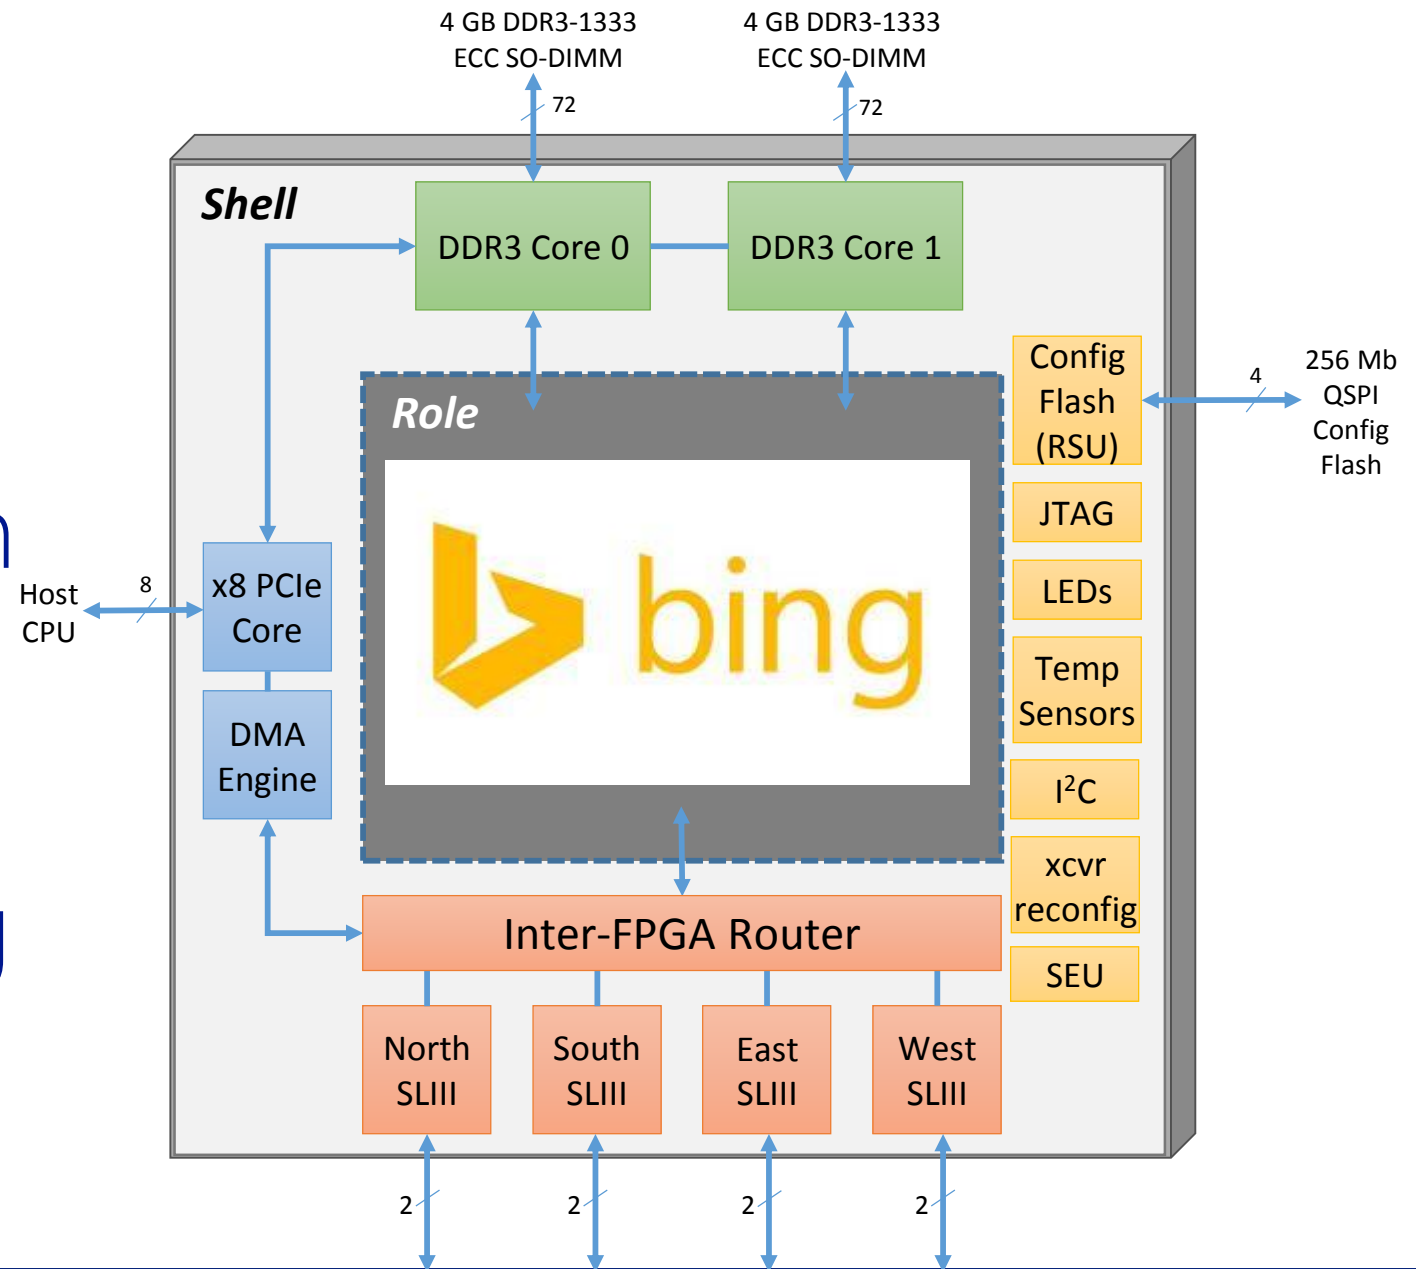 4 GB DDR3-1333
ECC SO-DIMM
4 GB DDR3-1333
ECC SO-DIMM
72
72
Shell
DDR3 Core 0
DDR3 Core 1
Role
bing
Config
Flash
(RSU)
4
256 Mb
QSPI
Config
Flash
JTAG
LEDs
Temp
Sensors
I²C
xcvr
reconfig
SEU
Host
CPU
8
x8 PCIe
Core
DMA
Engine
Inter-FPGA Router
North
SLIII
South
SLIII
East
SLIII
West
SLIII
2
2
2
2